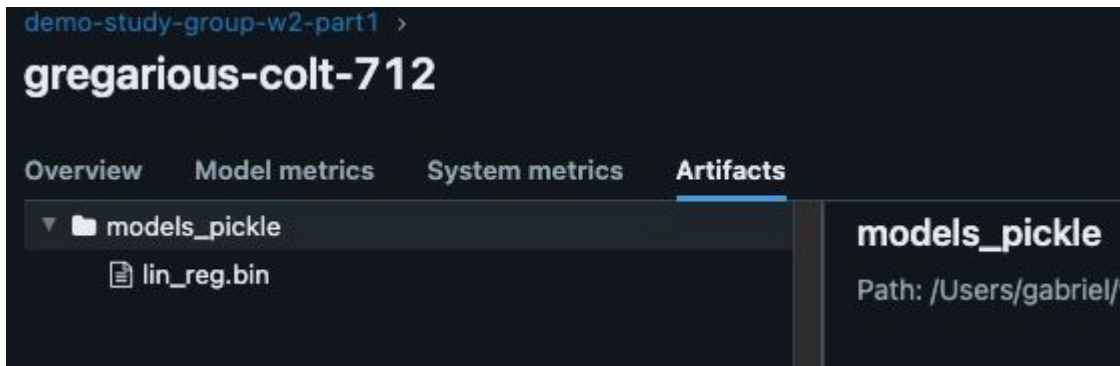 demo-study-group-w2-part1 >
gregarious-colt-712
Overview Model metrics System metrics Artifacts
models_pickle
lin_reg.bin
models_pickle
Path: /Users/gabriel/